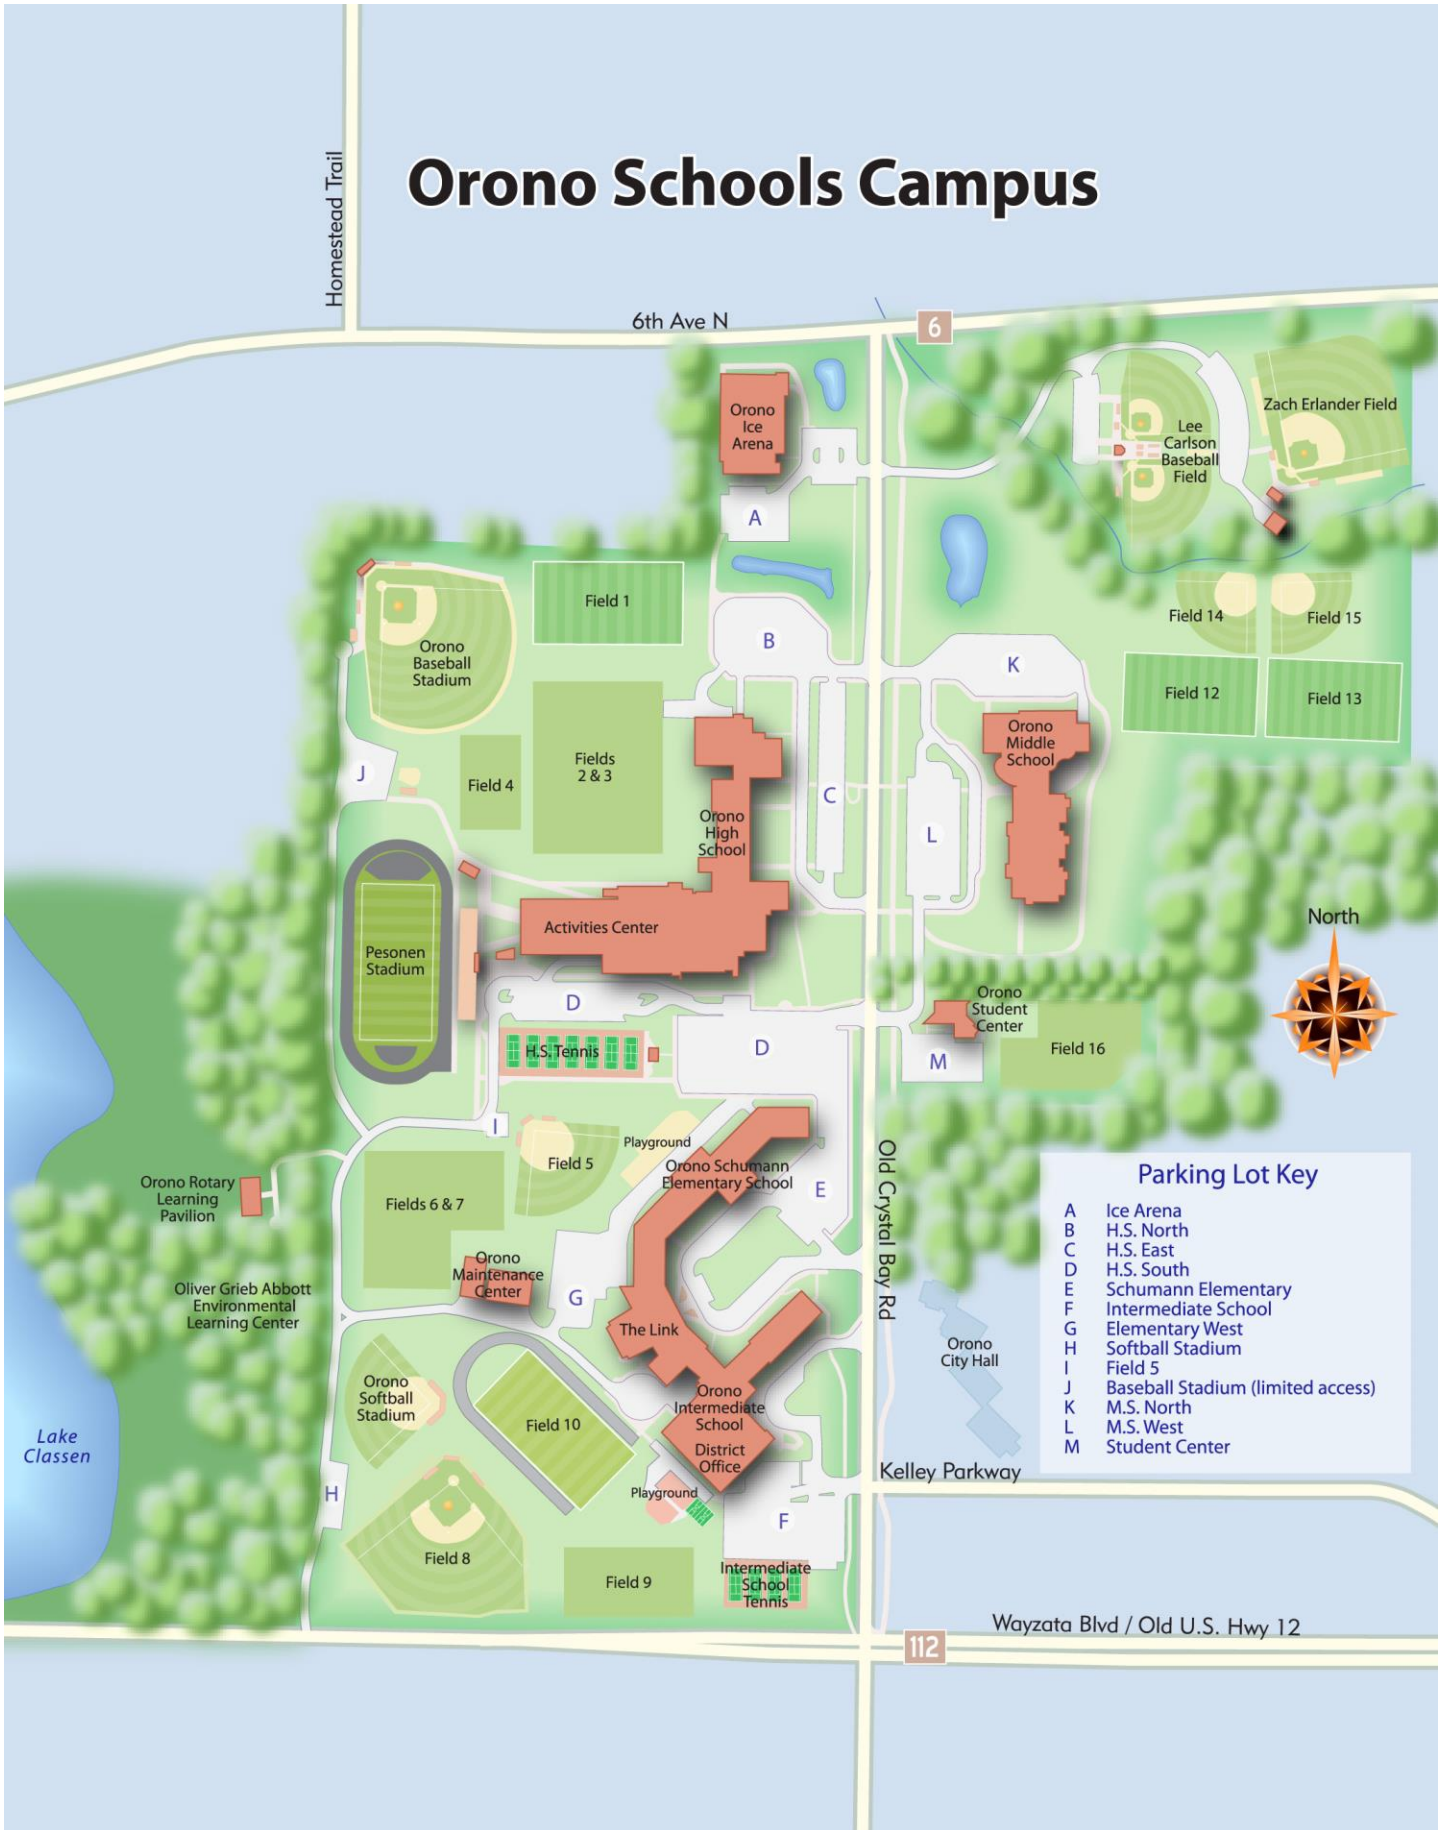 Homestead Trail
Orono Schools Campus
6th Ave N
6
Orono
Ice
Arena
A
Lee
Carlson
Baseball
Field
Zach Erlander Field
Field 1
Orono
Baseball
Stadium
B
K
Field 14
Field 15
Field 12
Field 13
J
Field 4
Fields
2 & 3
Orono
High
School
C
L
Orono
Middle
School
Activities Center
Pesonen
Stadium
North
D
H.S. Tennis
D
Orono
Student
Center
M
Field 16
I
Field 5
Playground
Orono Schumann
Elementary School
E
Old Crystal Bay Rd
Orono Rotary
Learning
Pavilion
Fields 6 & 7
Orono
Maintenance
Center
G
Oliver Grieb Abbott
Environmental
Learning Center
The Link
Orono
City Hall
Parking Lot Key
A Ice Arena
B H.S. North
C H.S. East
D H.S. South
E Schumann Elementary
F Intermediate School
G Elementary West
H Softball Stadium
I Field 5
J Baseball Stadium (limited access)
K M.S. North
L M.S. West
M Student Center
Orono
Softball
Stadium
Field 10
Orono
Intermediate
School
District
Office
Lake
Classen
Kelley Parkway
H
Playground
F
Field 8
Field 9
Intermediate
School
Tennis
Wayzata Blvd / Old U.S. Hwy 12
112